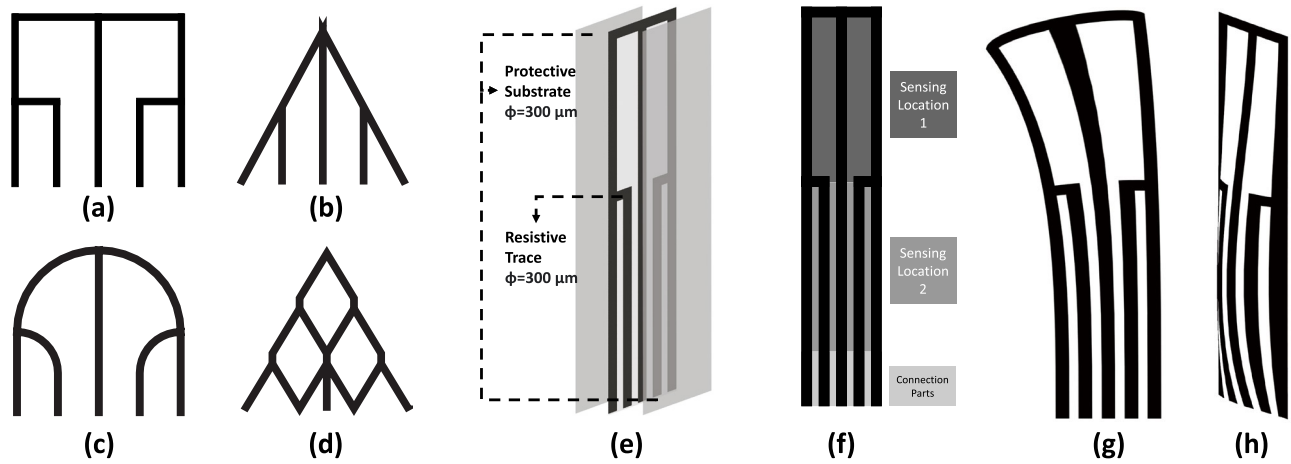 (a)
(b)
(c)
(d)
Protective
Substrate
ϕ=300 µm
Resistive
Trace
ϕ=300 µm
(e)
Sensing
Location
1
Sensing
Location
2
Connection
Parts
(f)
(g)
(h)